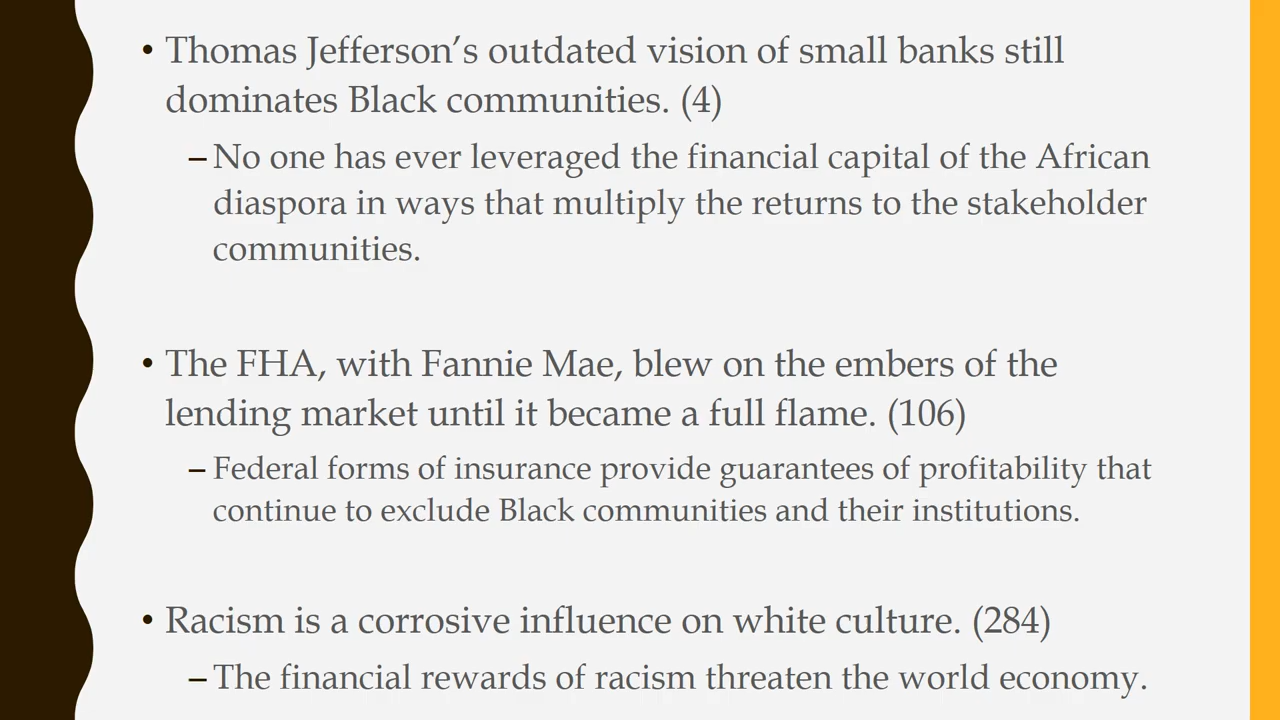 • Thomas Jefferson’s outdated vision of small banks still
dominates Black communities. (4)
– No one has ever leveraged the financial capital of the African
diaspora in ways that multiply the returns to the stakeholder
communities.
• The FHA, with Fannie Mae, blew on the embers of the
lending market until it became a full flame. (106)
– Federal forms of insurance provide guarantees of profitability that
continue to exclude Black communities and their institutions.
• Racism is a corrosive influence on white culture. (284)
– The financial rewards of racism threaten the world economy.